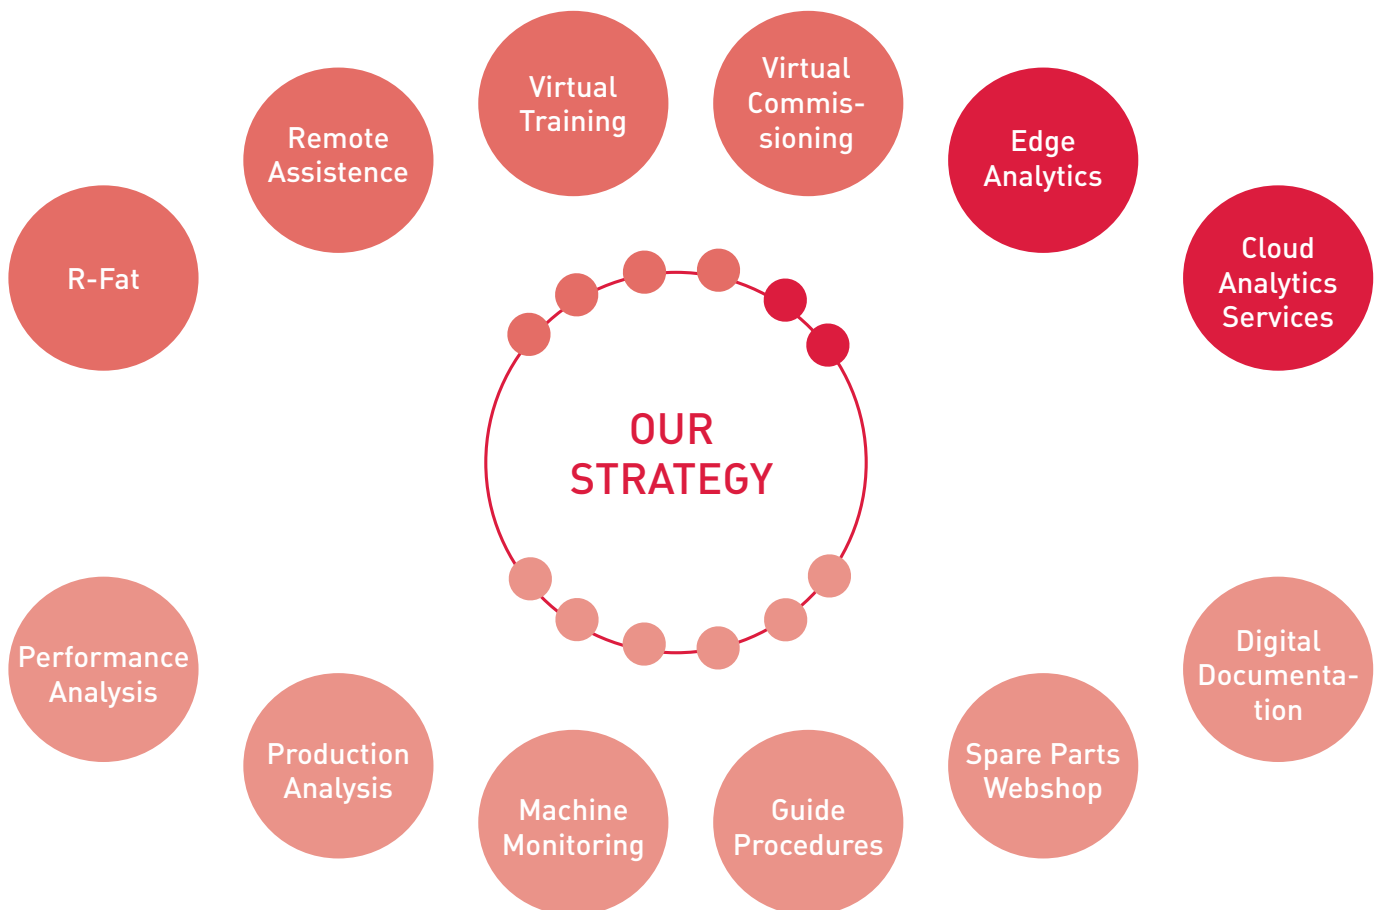 Virtual
Training
Virtual
Commis-
sioning
Remote
Assistence
Edge
Analytics
R-Fat
Cloud
Analytics
Services
OUR
STRATEGY
Performance
Analysis
Digital
Documenta-
tion
Production
Analysis
Spare Parts
Webshop
Machine
Monitoring
Guide
Procedures